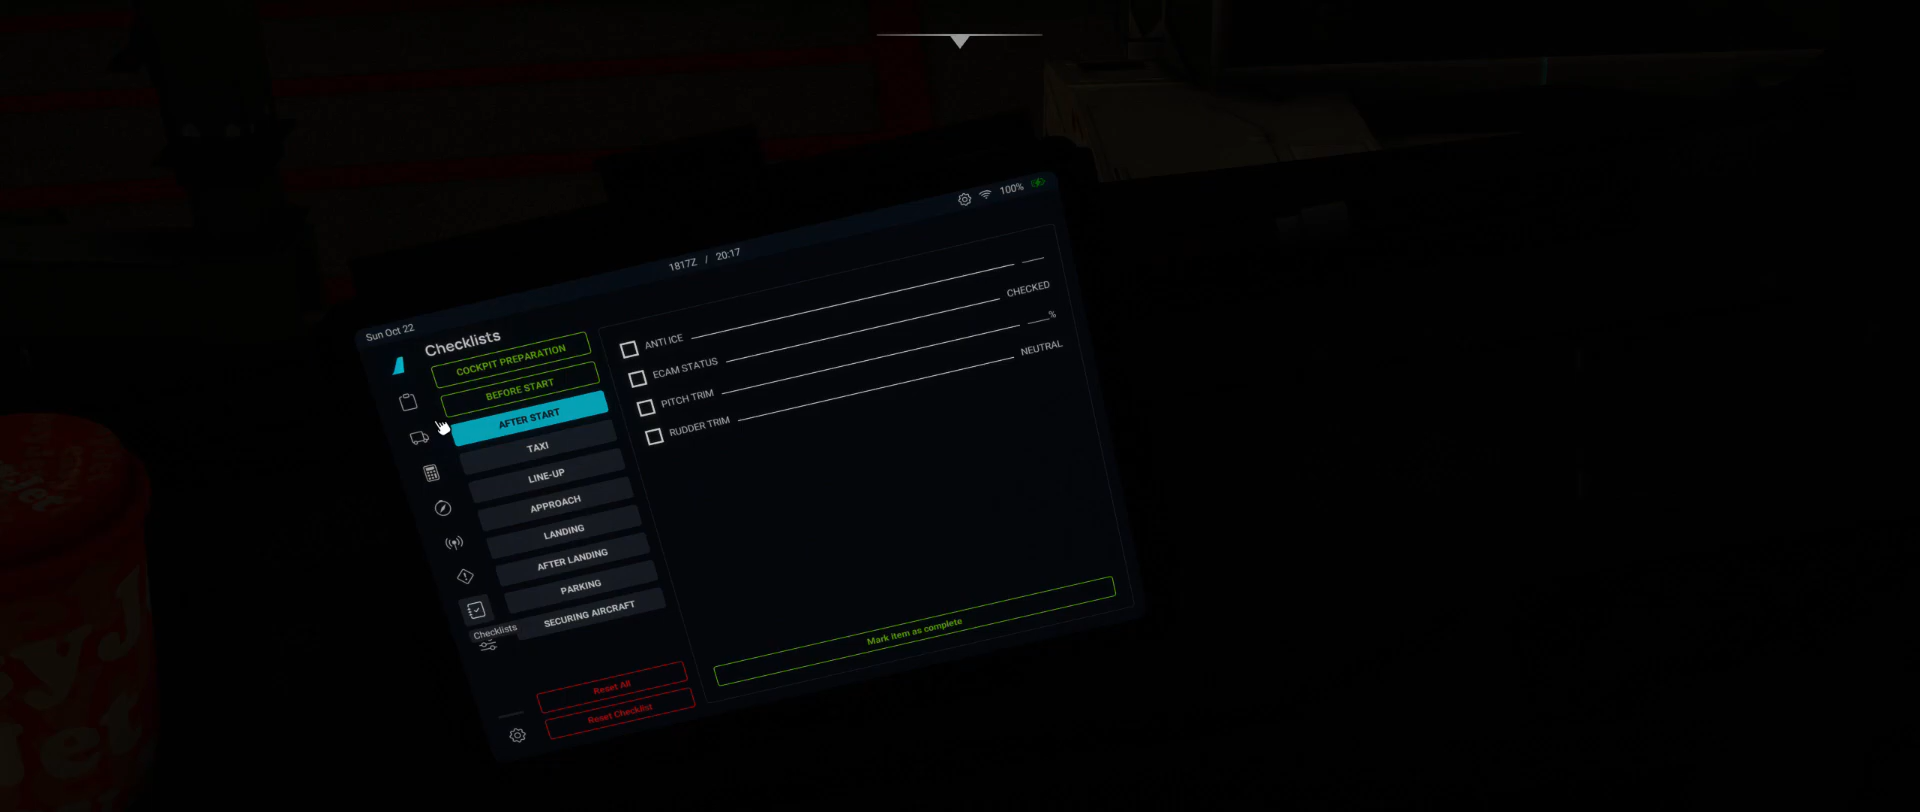 100%
1817Z / 20:17
Sun Oct 22
Checklists
COCKPIT PREPARATION
BEFORE START
AFTER START
TAXI
LINE-UP
APPROACH
LANDING
AFTER LANDING
PARKING
SECURING AIRCRAFT
Checklists
Reset All
Reset Checklist
ANTI ICE ___
ECAM STATUS CHECKED
PITCH TRIM ___%
RUDDER TRIM NEUTRAL
Mark item as complete